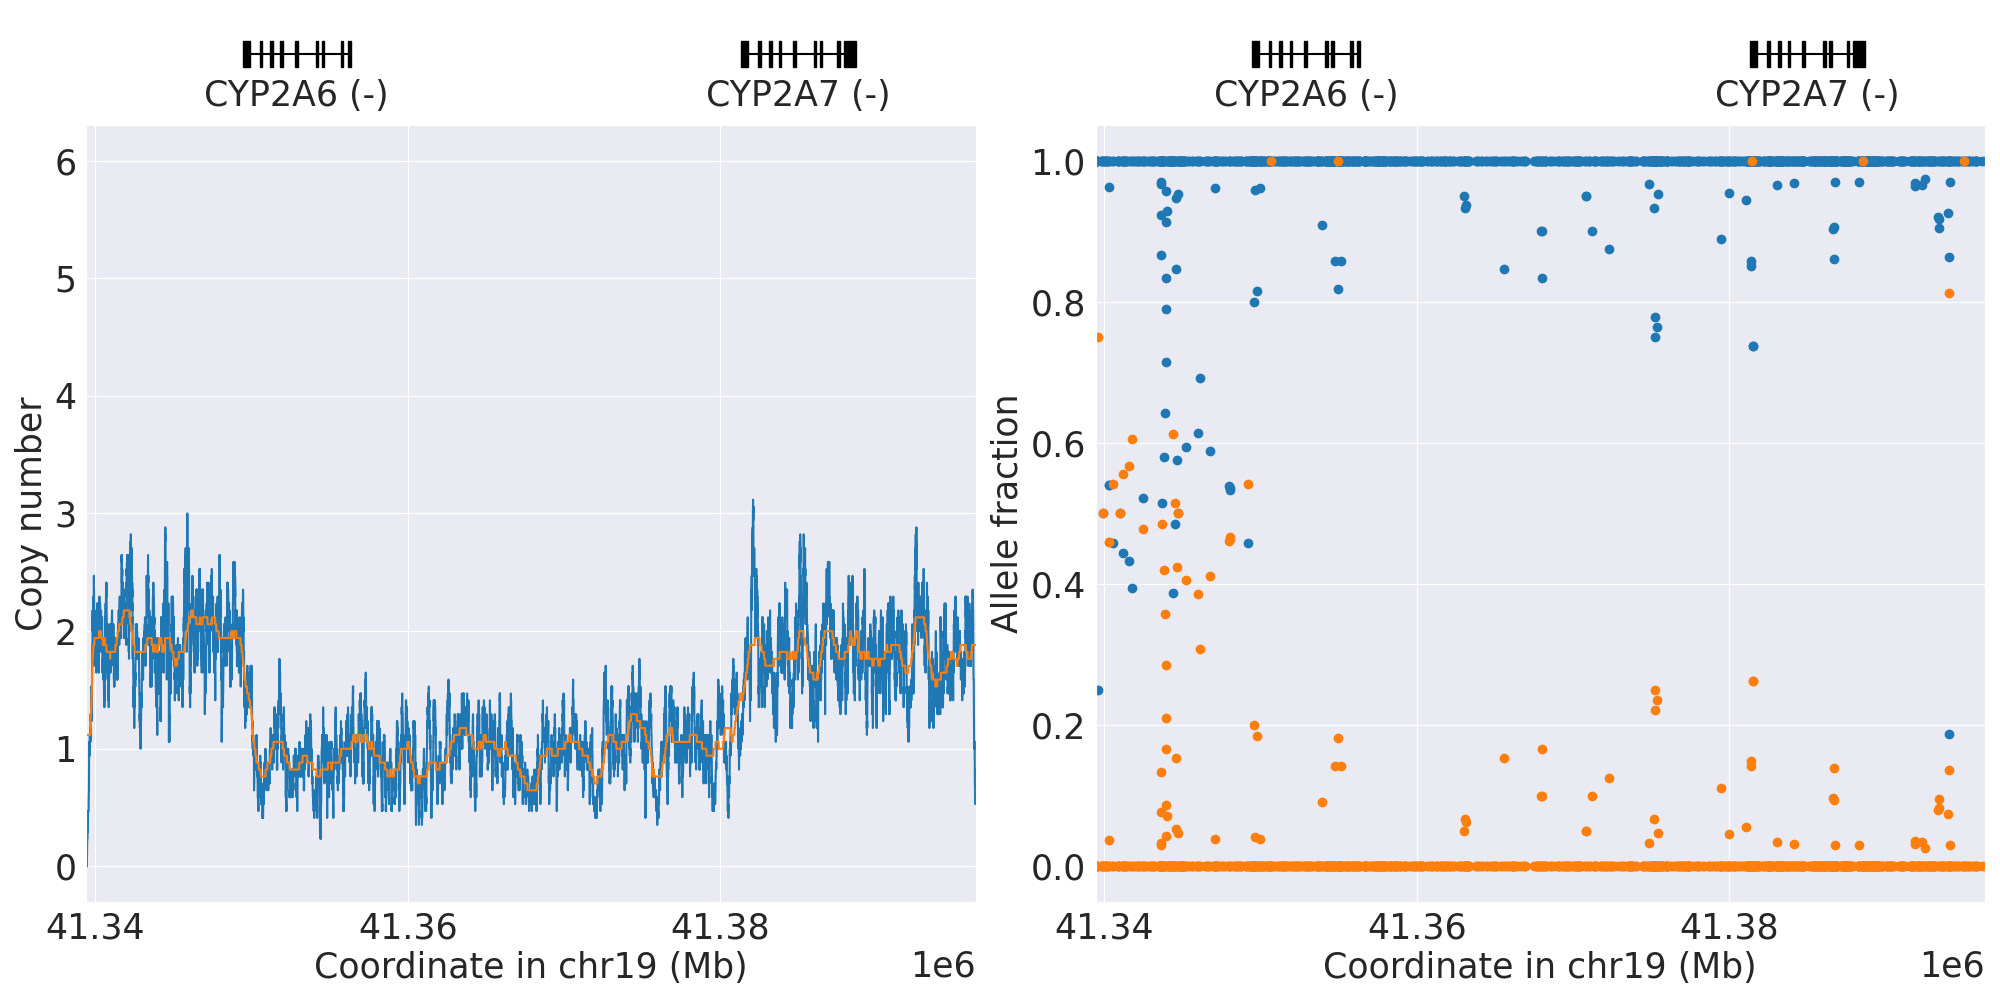 CYP2A6 (-)
CYP2A7 (-)
6
5
4
3
2
1
0
Copy number
41.34
41.36
41.38
Coordinate in chr19 (Mb)
1e6
CYP2A6 (-)
CYP2A7 (-)
1.0
0.8
0.6
0.4
0.2
0.0
Allele fraction
41.34
41.36
41.38
Coordinate in chr19 (Mb)
1e6